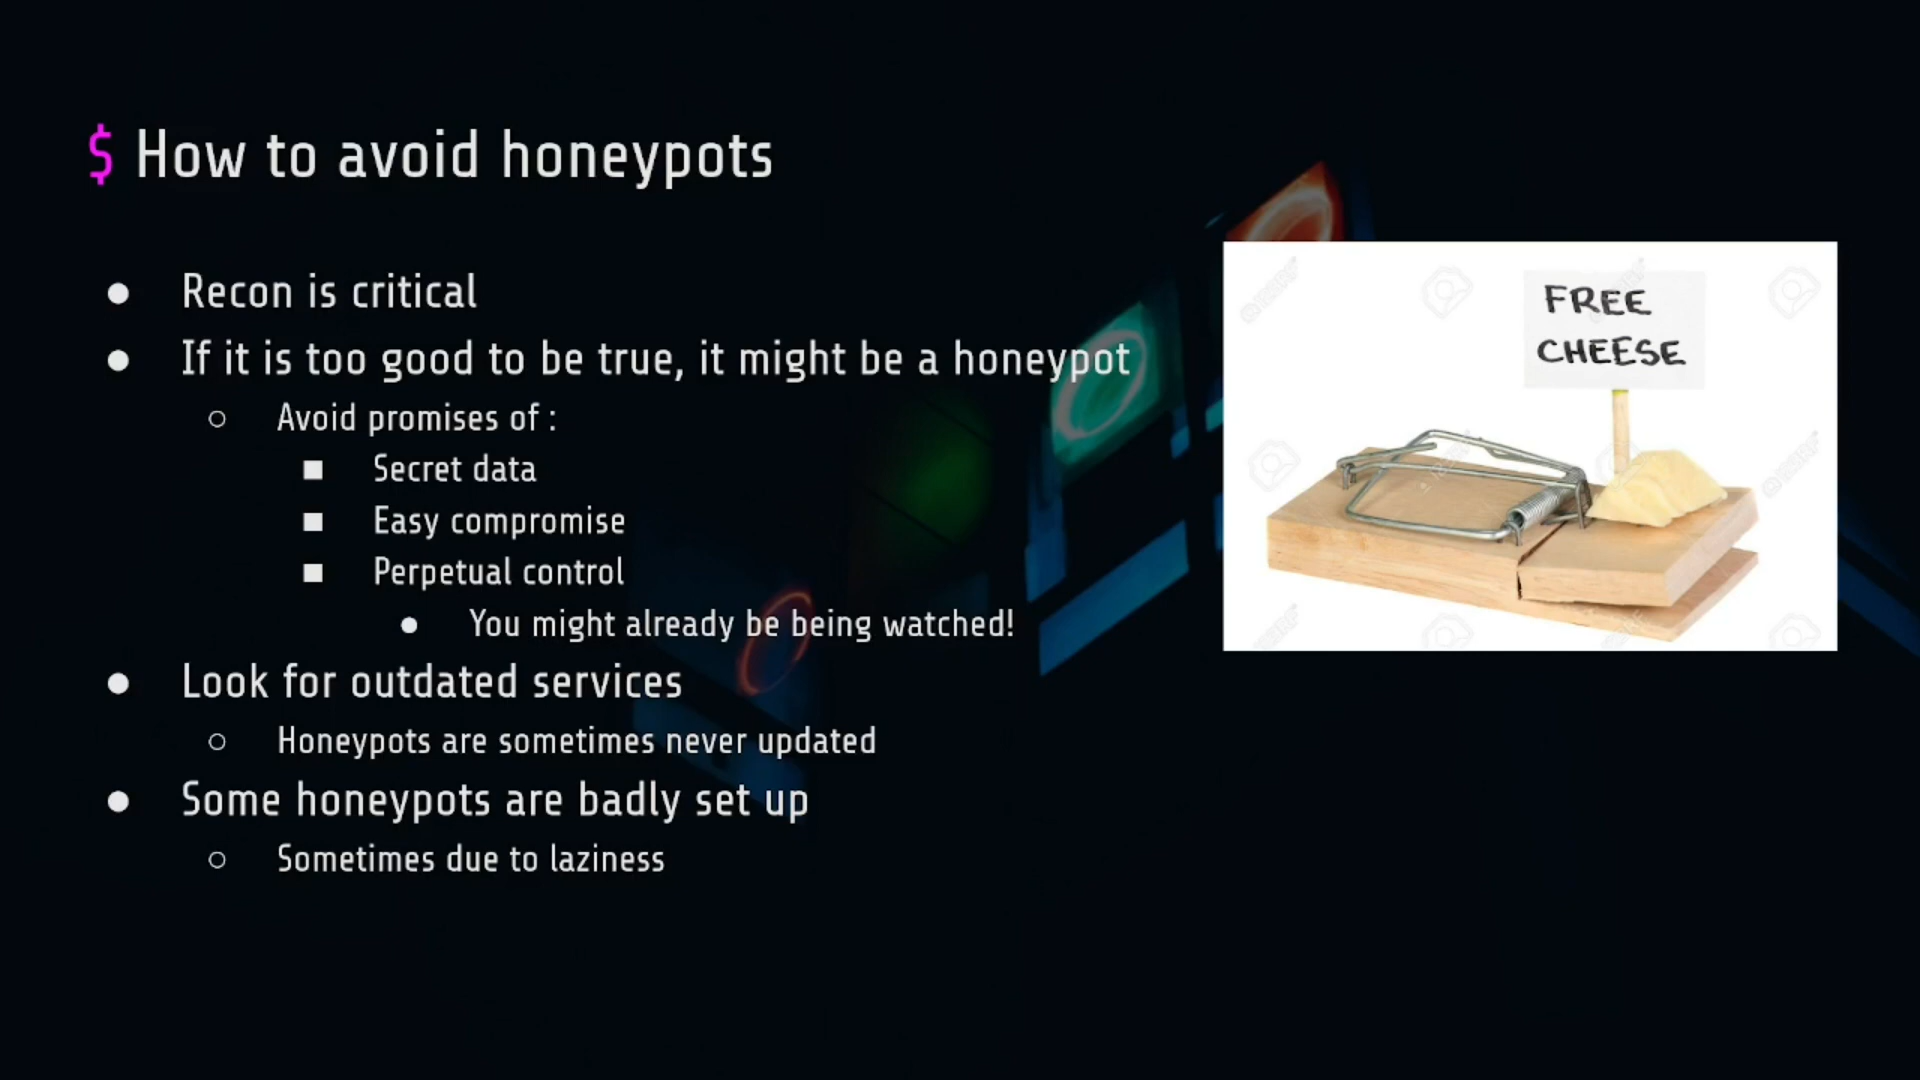 $ How to avoid honeypots
● Recon is critical
● If it is too good to be true, it might be a honeypot
○ Avoid promises of :
■ Secret data
■ Easy compromise
■ Perpetual control
● You might already be being watched!
● Look for outdated services
○ Honeypots are sometimes never updated
● Some honeypots are badly set up
○ Sometimes due to laziness
FREE
CHEESE